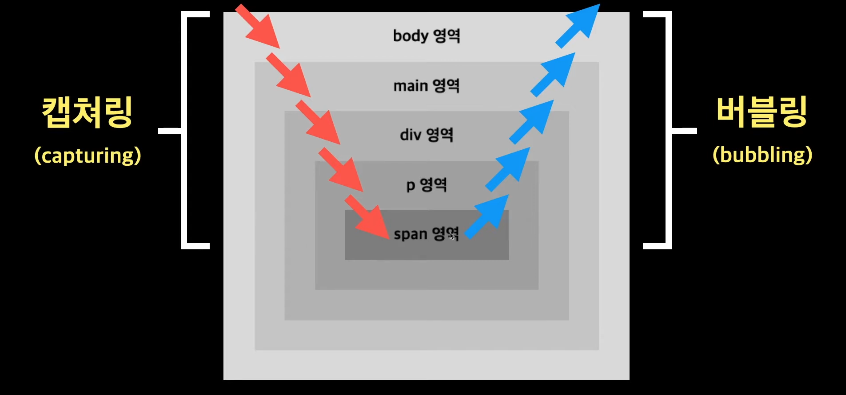 캡쳐링
(capturing)
body 영역
main 영역
div 영역
p 영역
span 영역
버블링
(bubbling)